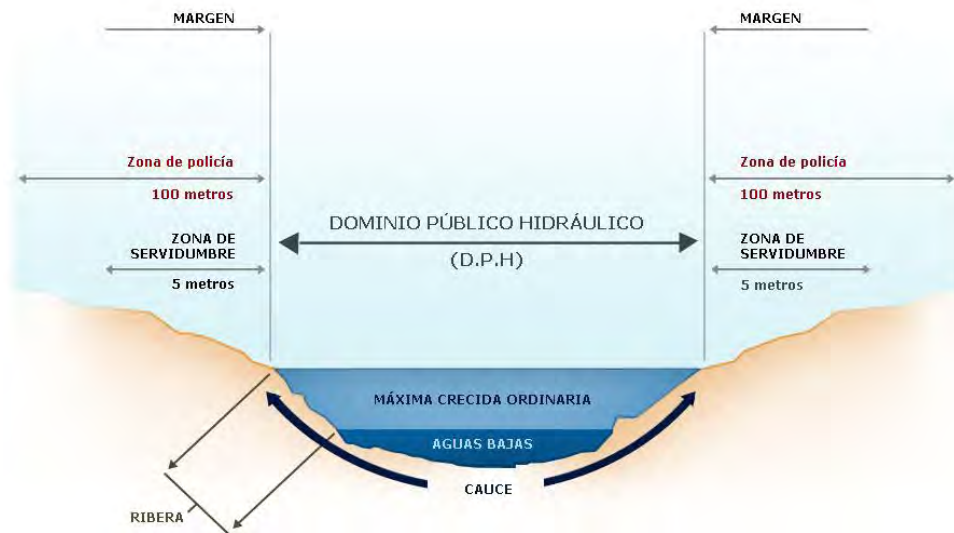 MARGEN
MARGEN
Zona de policía
100 metros
Zona de policía
100 metros
DOMINIO PÚBLICO HIDRÁULICO
(D.P.H)
ZONA DE
SERVIDUMBRE
5 metros
ZONA DE
SERVIDUMBRE
5 metros
MÁXIMA CRECIDA ORDINARIA
AGUAS BAJAS
CAUCE
RIBERA